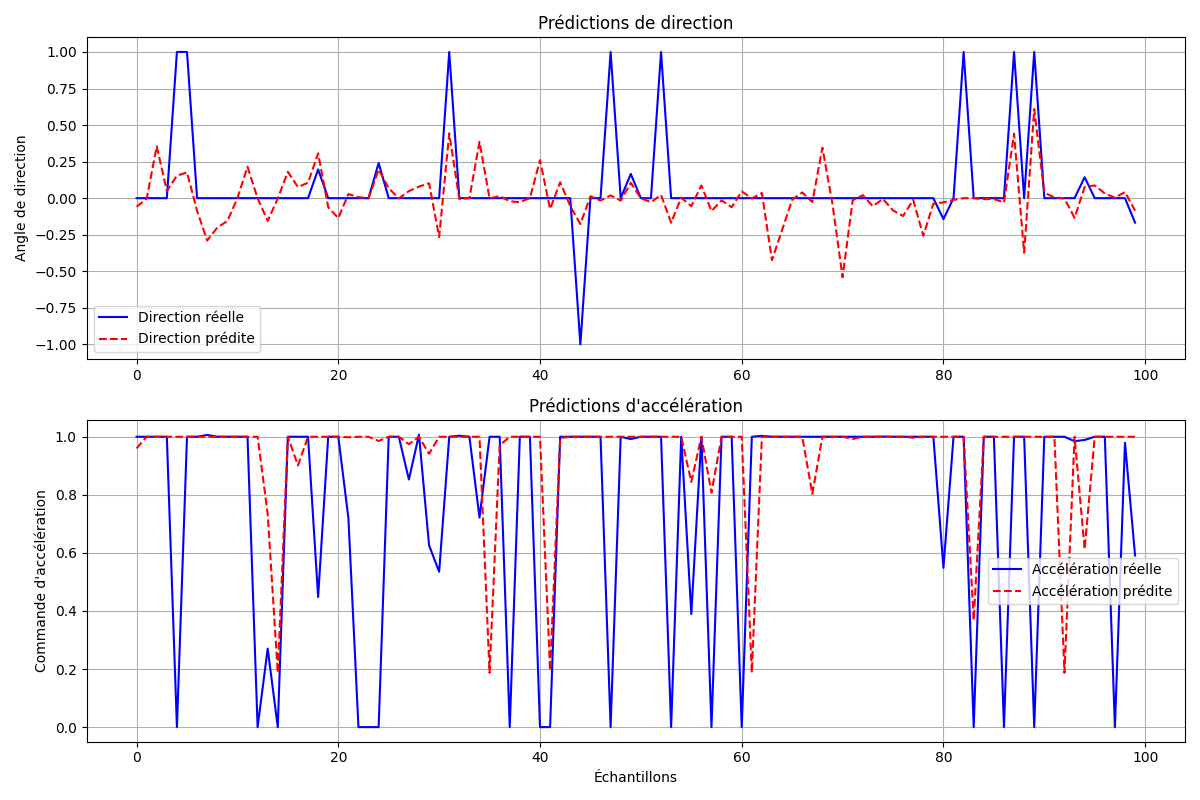 Prédictions de direction
Angle de direction
1.00
0.75
0.50
0.25
0.00
−0.25
−0.50
−0.75
−1.00
Direction réelle
Direction prédite
0 20 40 60 80 100
Prédictions d'accélération
Commande d'accélération
1.0
0.8
0.6
0.4
0.2
0.0
Accélération réelle
Accélération prédite
0 20 40 60 80 100
Échantillons